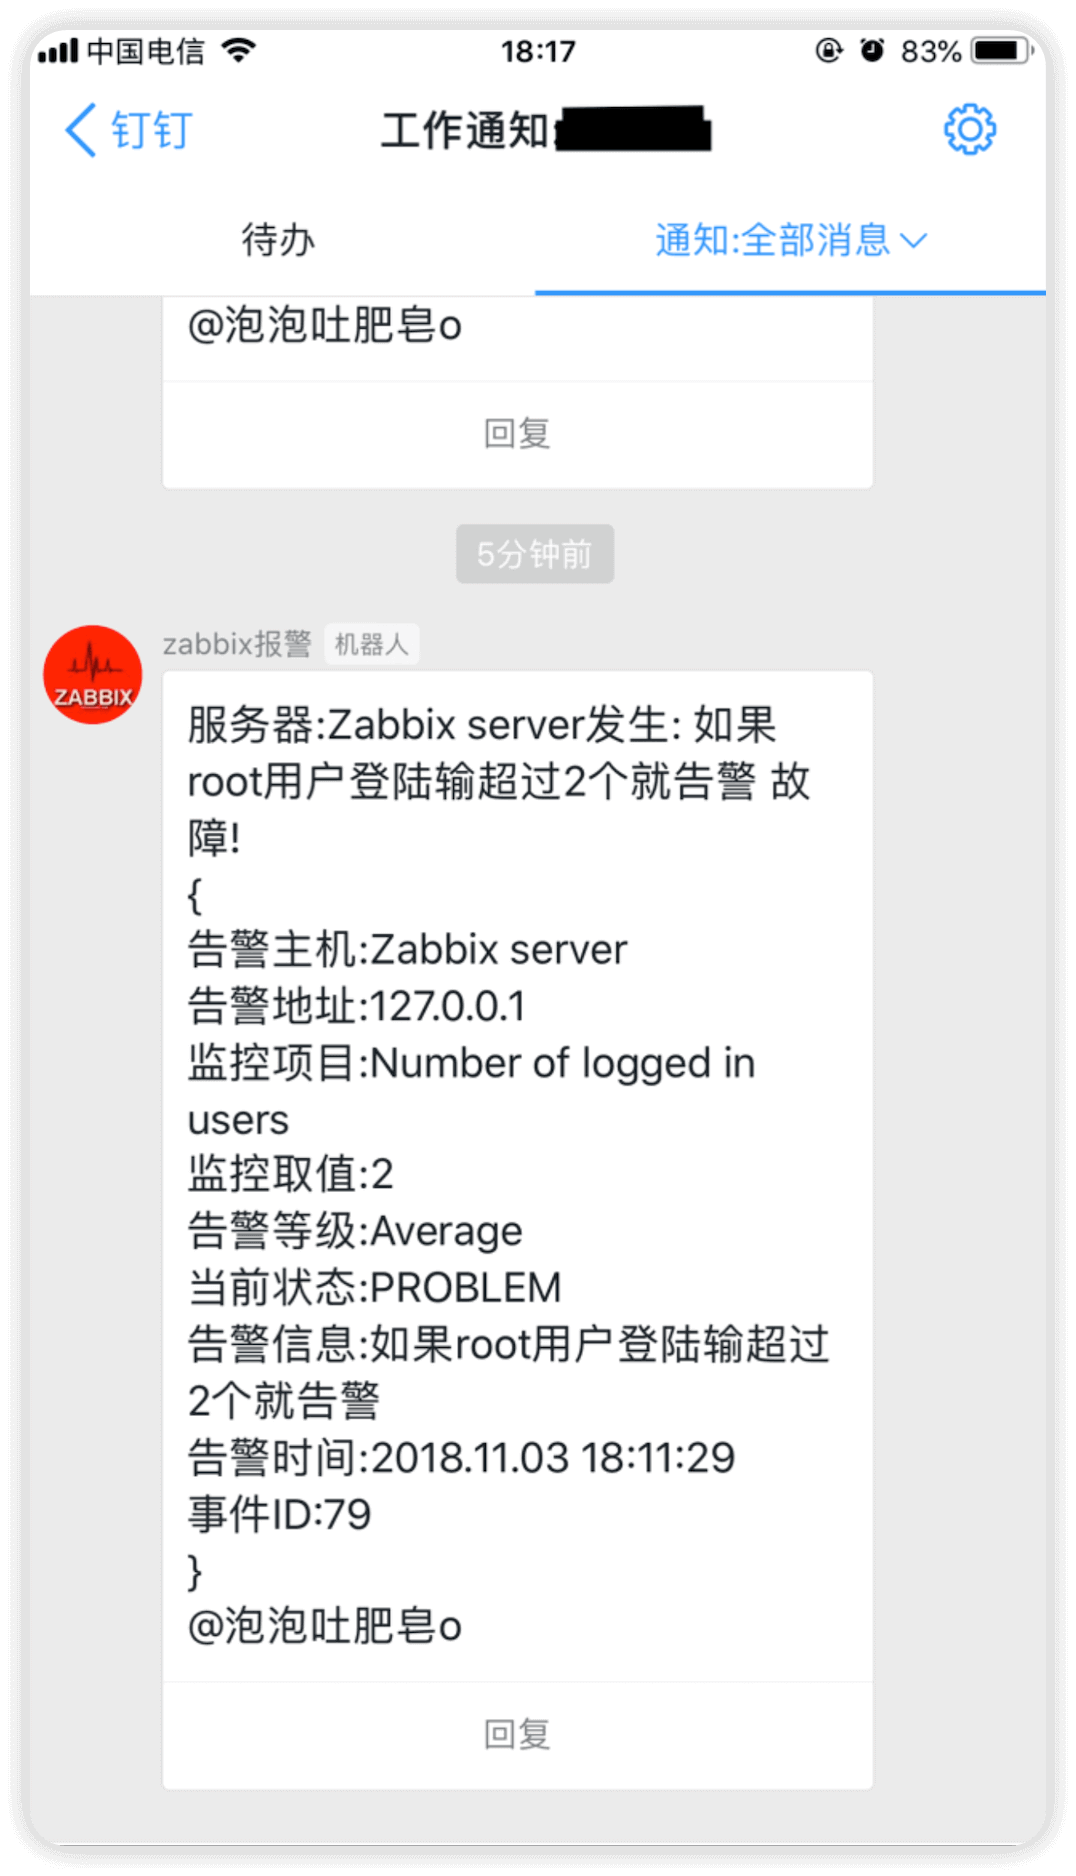 中国电信
18:17
83%
钉钉
工作通知:
待办
通知:全部消息
@泡泡吐肥皂o
回复
5分钟前
zabbix报警 机器人
ZABBIX
服务器:Zabbix server发生: 如果
root用户登陆输超过2个就告警 故
障!
{
告警主机:Zabbix server
告警地址:127.0.0.1
监控项目:Number of logged in
users
监控取值:2
告警等级:Average
当前状态:PROBLEM
告警信息:如果root用户登陆输超过
2个就告警
告警时间:2018.11.03 18:11:29
事件ID:79
}
@泡泡吐肥皂o
回复